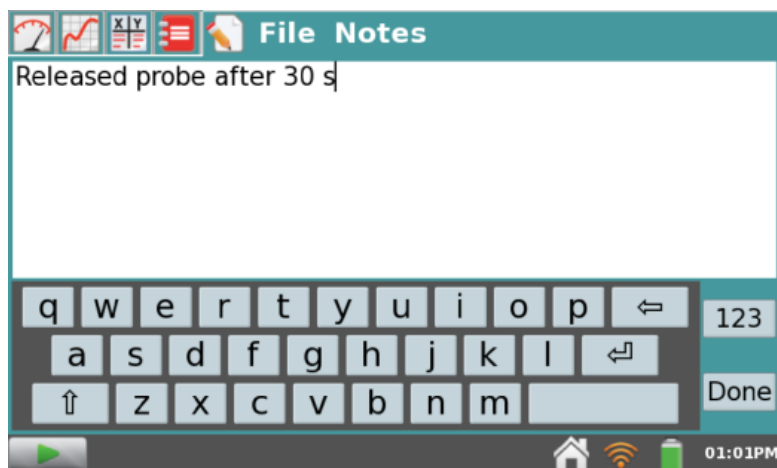 X Y
File Notes
Released probe after 30 s
q w e r t y u i o p ⇦
123
a s d f g h j k l ⏎
⇧ z x c v b n m
Done
01:01PM